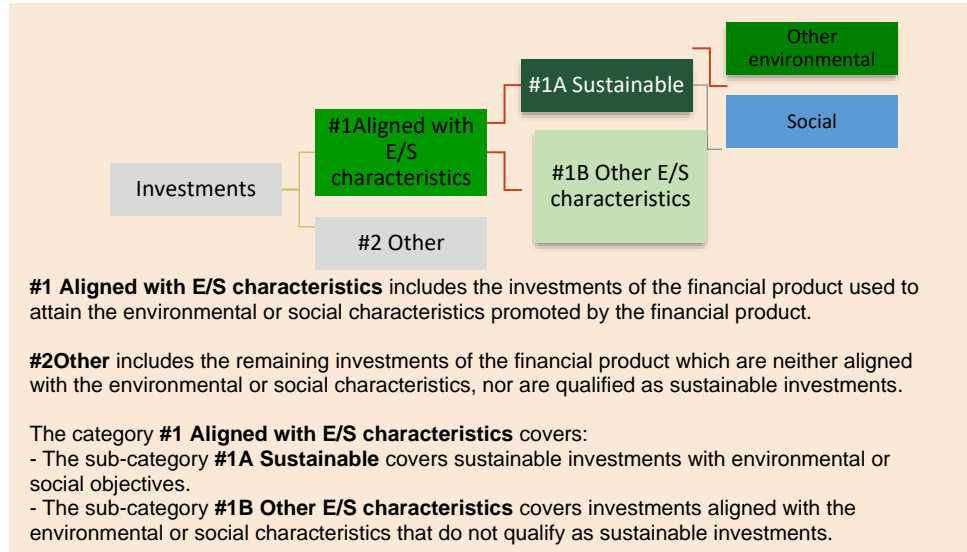 Other
environmental
#1A Sustainable
Social
#1Aligned with
E/S
characteristics
#1B Other E/S
characteristics
Investments
#2 Other
#1 Aligned with E/S characteristics includes the investments of the financial product used to
attain the environmental or social characteristics promoted by the financial product.
#2Other includes the remaining investments of the financial product which are neither aligned
with the environmental or social characteristics, nor are qualified as sustainable investments.
The category #1 Aligned with E/S characteristics covers:
- The sub-category #1A Sustainable covers sustainable investments with environmental or
social objectives.
- The sub-category #1B Other E/S characteristics covers investments aligned with the
environmental or social characteristics that do not qualify as sustainable investments.